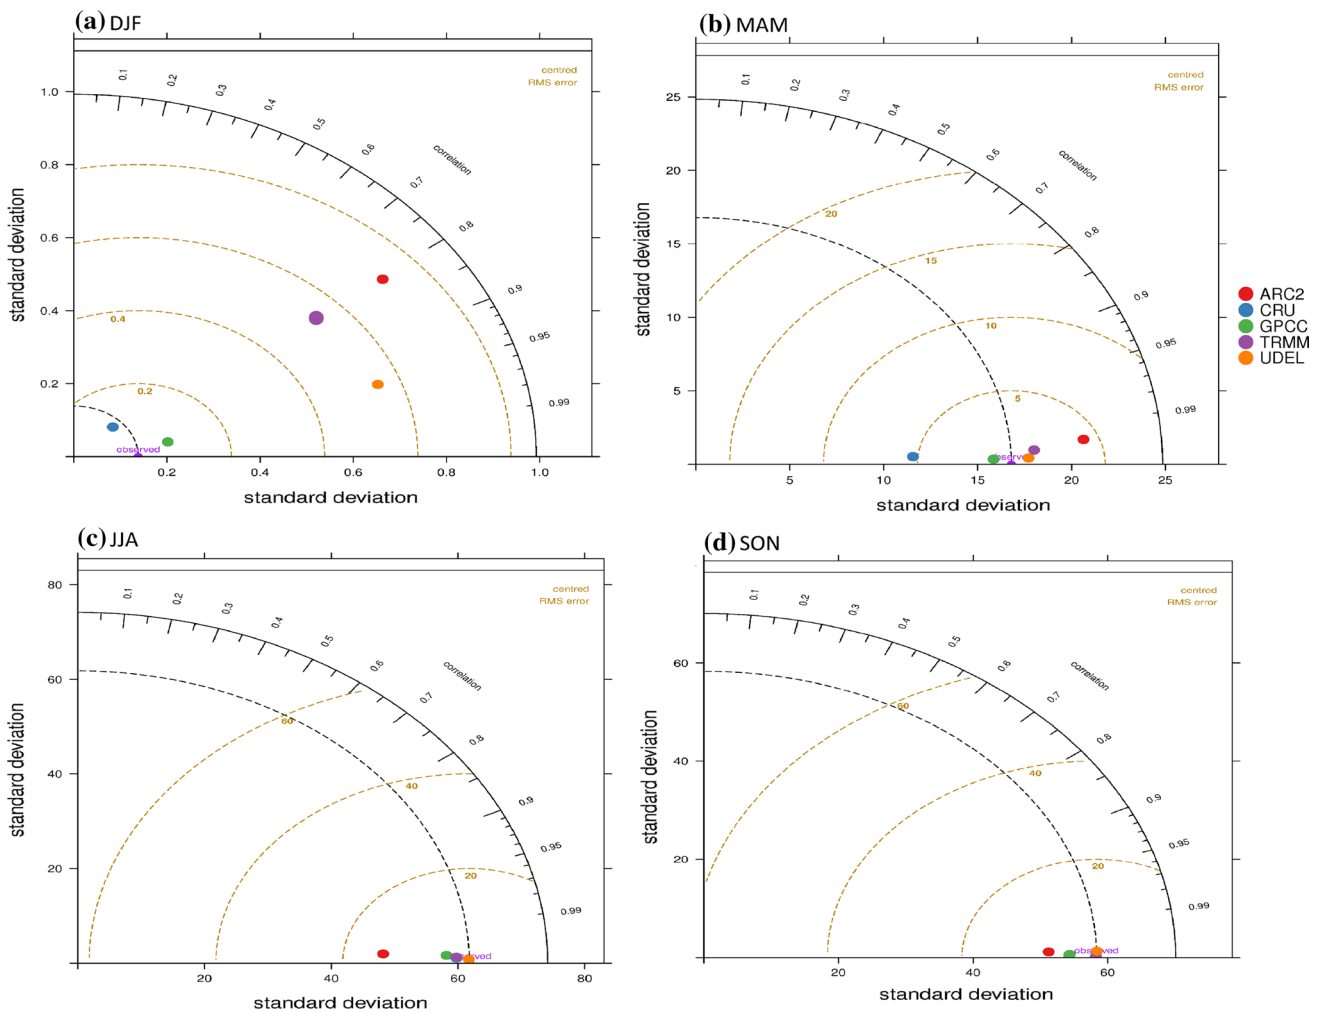 (a) DJF
centred
RMS error
1.0
0.8
0.6
0.4
0.2
0.2
0.4
0.6
0.8
1.0
0.1
0.2
0.3
0.4
0.5
0.6
0.7
0.8
0.9
0.95
0.99
correlation
0.4
0.2
observed
standard deviation
standard deviation
(b) MAM
centred
RMS error
25
20
15
10
5
5
10
15
20
25
0.1
0.2
0.3
0.4
0.5
0.6
0.7
0.8
0.9
0.95
0.99
correlation
20
15
10
5
standard deviation
standard deviation
ARC2
CRU
GPCC
TRMM
UDEL
(c) JJA
centred
RMS error
80
60
40
20
20
40
60
80
0.1
0.2
0.3
0.4
0.5
0.6
0.7
0.8
0.9
0.95
0.99
correlation
60
40
20
standard deviation
standard deviation
(d) SON
centred
RMS error
60
40
20
20
40
60
0.1
0.2
0.3
0.4
0.5
0.6
0.7
0.8
0.9
0.95
0.99
correlation
60
40
20
observed
standard deviation
standard deviation